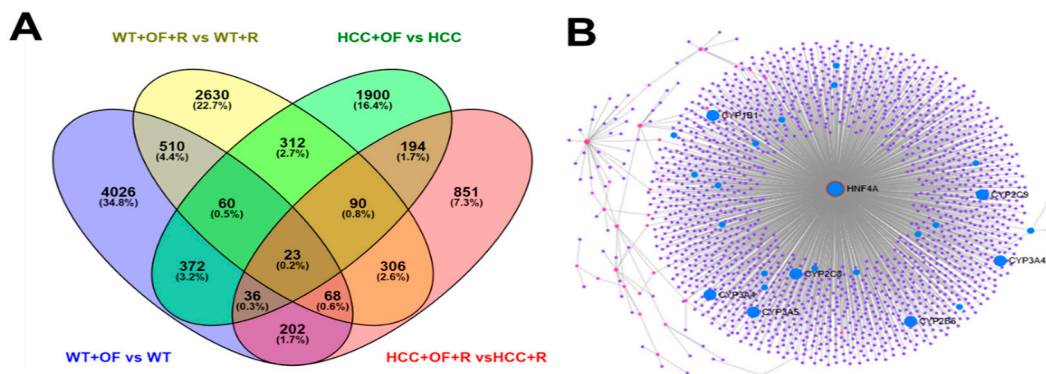 A
WT+OF+R vs WT+R
HCC+OF vs HCC
2630
(22.7%)
1900
(16.4%)
510
(4.4%)
312
(2.7%)
194
(1.7%)
4026
(34.8%)
60
(0.5%)
90
(0.8%)
851
(7.3%)
23
(0.2%)
372
(3.2%)
306
(2.6%)
36
(0.3%)
68
(0.6%)
202
(1.7%)
WT+OF vs WT
HCC+OF+R vsHCC+R
B
CYP1B1
HNF4A
CYP2C9
CYP3A4
CYP2C8
CYP3A4
CYP3A5
CYP2B6